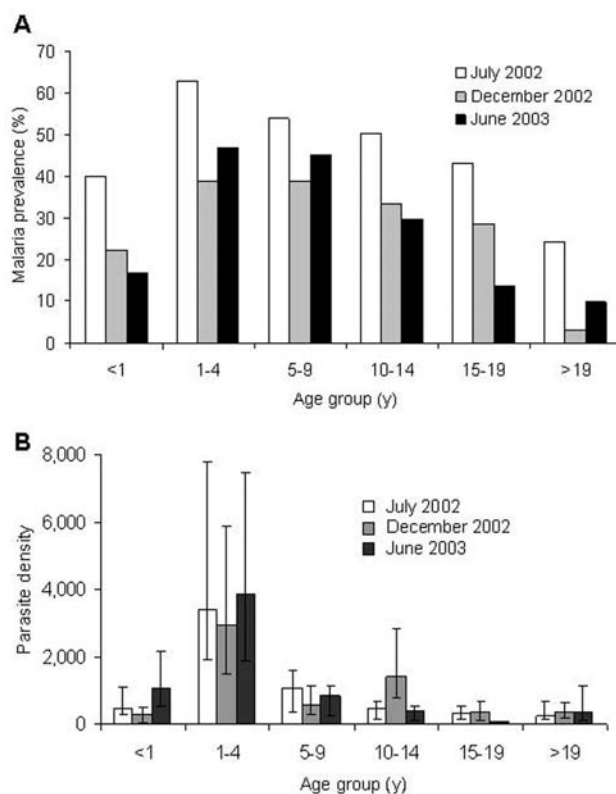 A
70
60
50
40
30
20
10
0
Malaria prevalence (%)
July 2002
December 2002
June 2003
<1 1-4 5-9 10-14 15-19 >19
Age group (y)
B
8,000
6,000
4,000
2,000
0
Parasite density
July 2002
December 2002
June 2003
<1 1-4 5-9 10-14 15-19 >19
Age group (y)